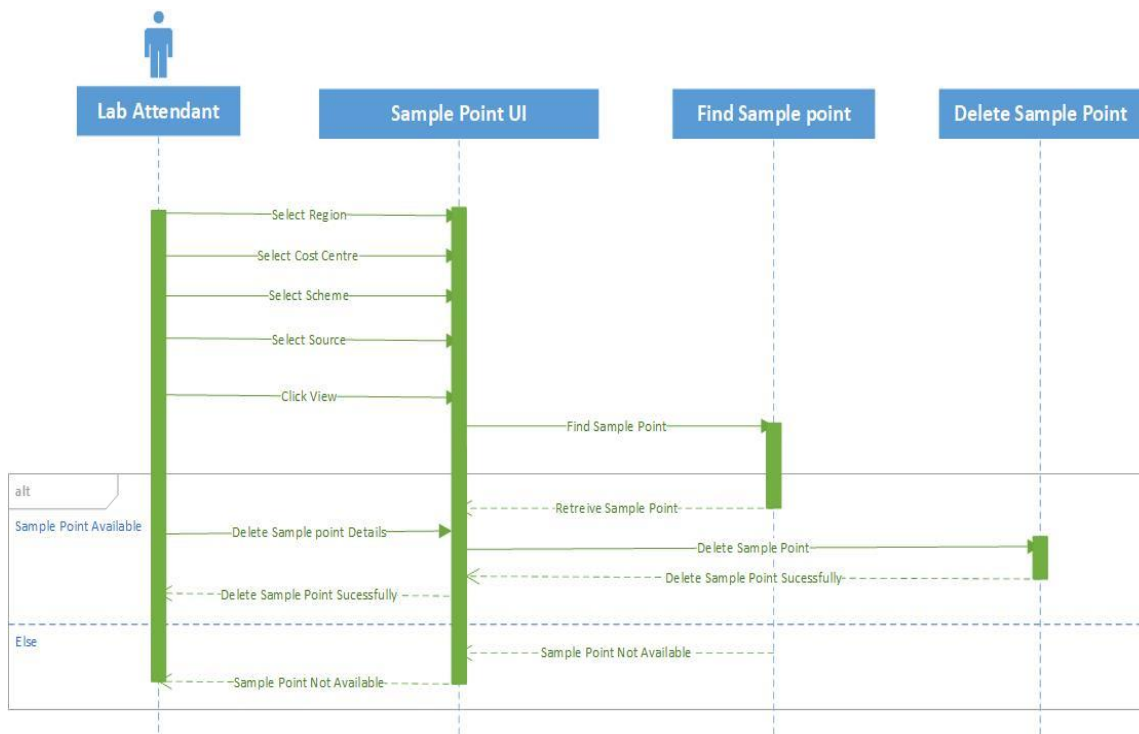 Lab Attendant
Sample Point UI
Find Sample point
Delete Sample Point
Select Region
Select Cost Centre
Select Scheme
Select Source
Click View
Find Sample Point
alt
Retreive Sample Point
Sample Point Available
Delete Sample point Details
Delete Sample Point
Delete Sample Point Sucessfully
Delete Sample Point Sucessfully
Else
Sample Point Not Available
Sample Point Not Available